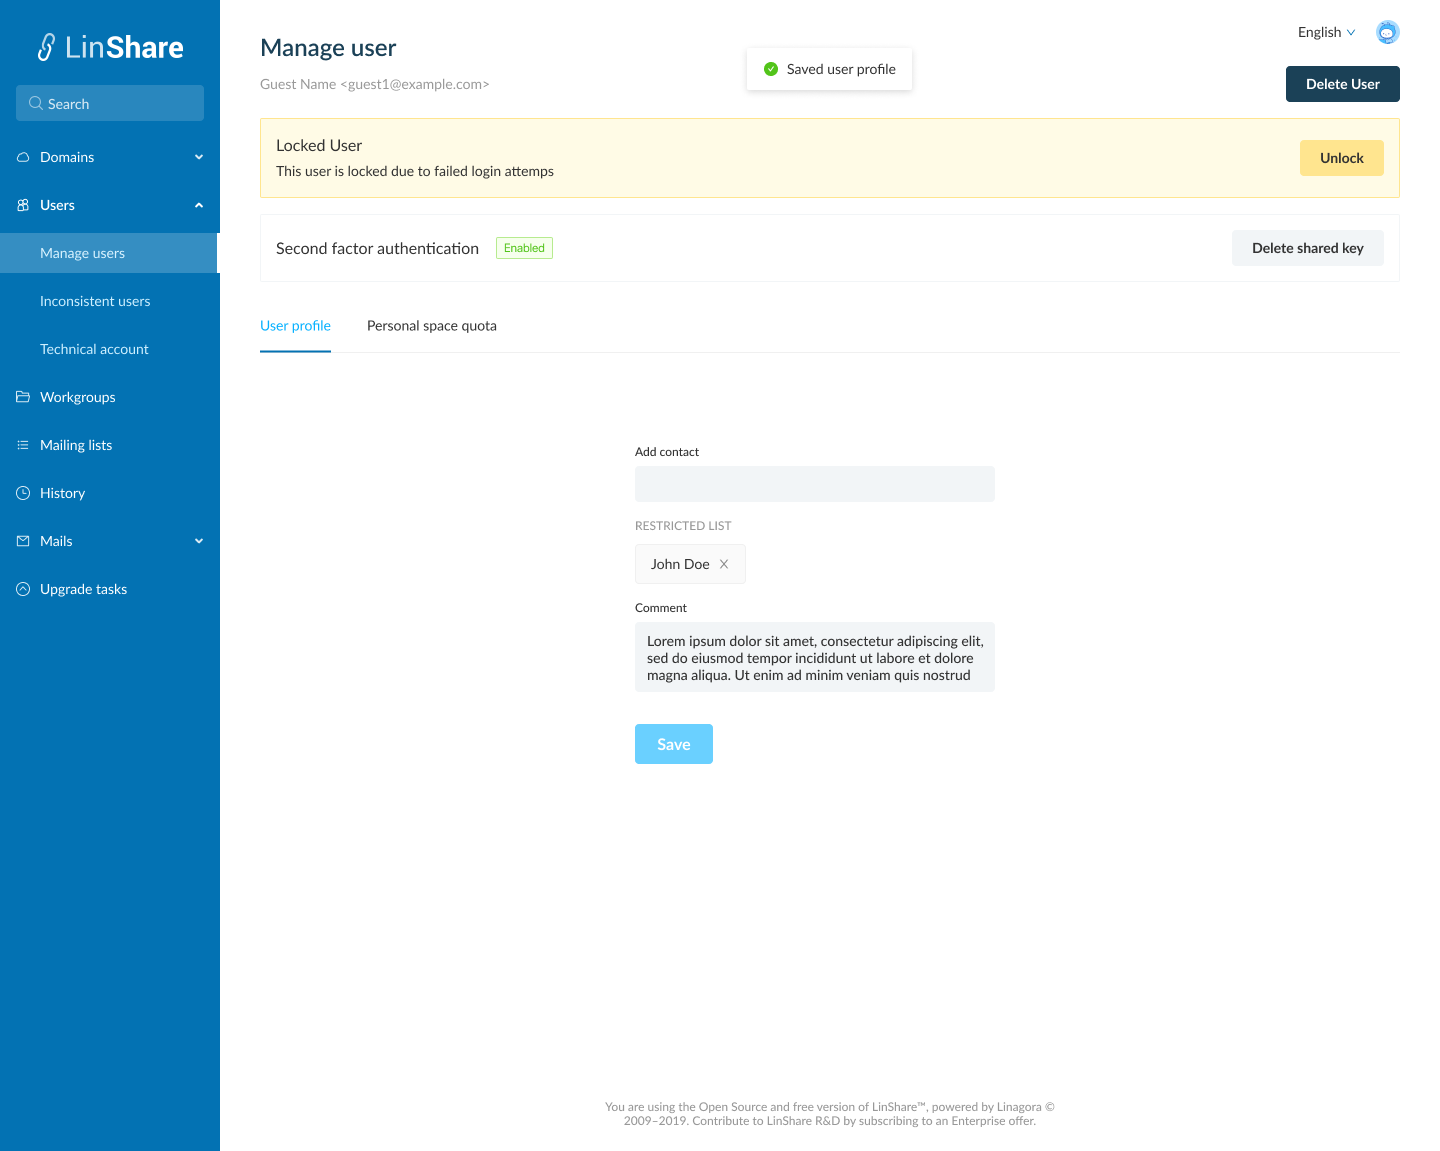 LinShare
Search
Domains
Users
Manage users
Inconsistent users
Technical account
Workgroups
Mailing lists
History
Mails
Upgrade tasks
English
Manage user
Saved user profile
Guest Name <guest1@example.com>
Delete User
Locked User
This user is locked due to failed login attemps
Unlock
Second factor authentication
Enabled
Delete shared key
User profile
Personal space quota
Add contact
RESTRICTED LIST
John Doe
Comment
Lorem ipsum dolor sit amet, consectetur adipiscing elit,
sed do eiusmod tempor incididunt ut labore et dolore
magna aliqua. Ut enim ad minim veniam quis nostrud
Save
You are using the Open Source and free version of LinShare™, powered by Linagora ©
2009–2019. Contribute to LinShare R&D by subscribing to an Enterprise offer.